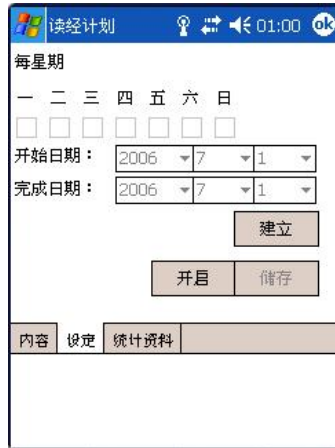 读经计划 01:00 ok
每星期
一 二 三 四 五 六 日
开始日期： 2006 7 1
完成日期： 2006 7 1
建立
开启 储存
内容 设定 统计资料